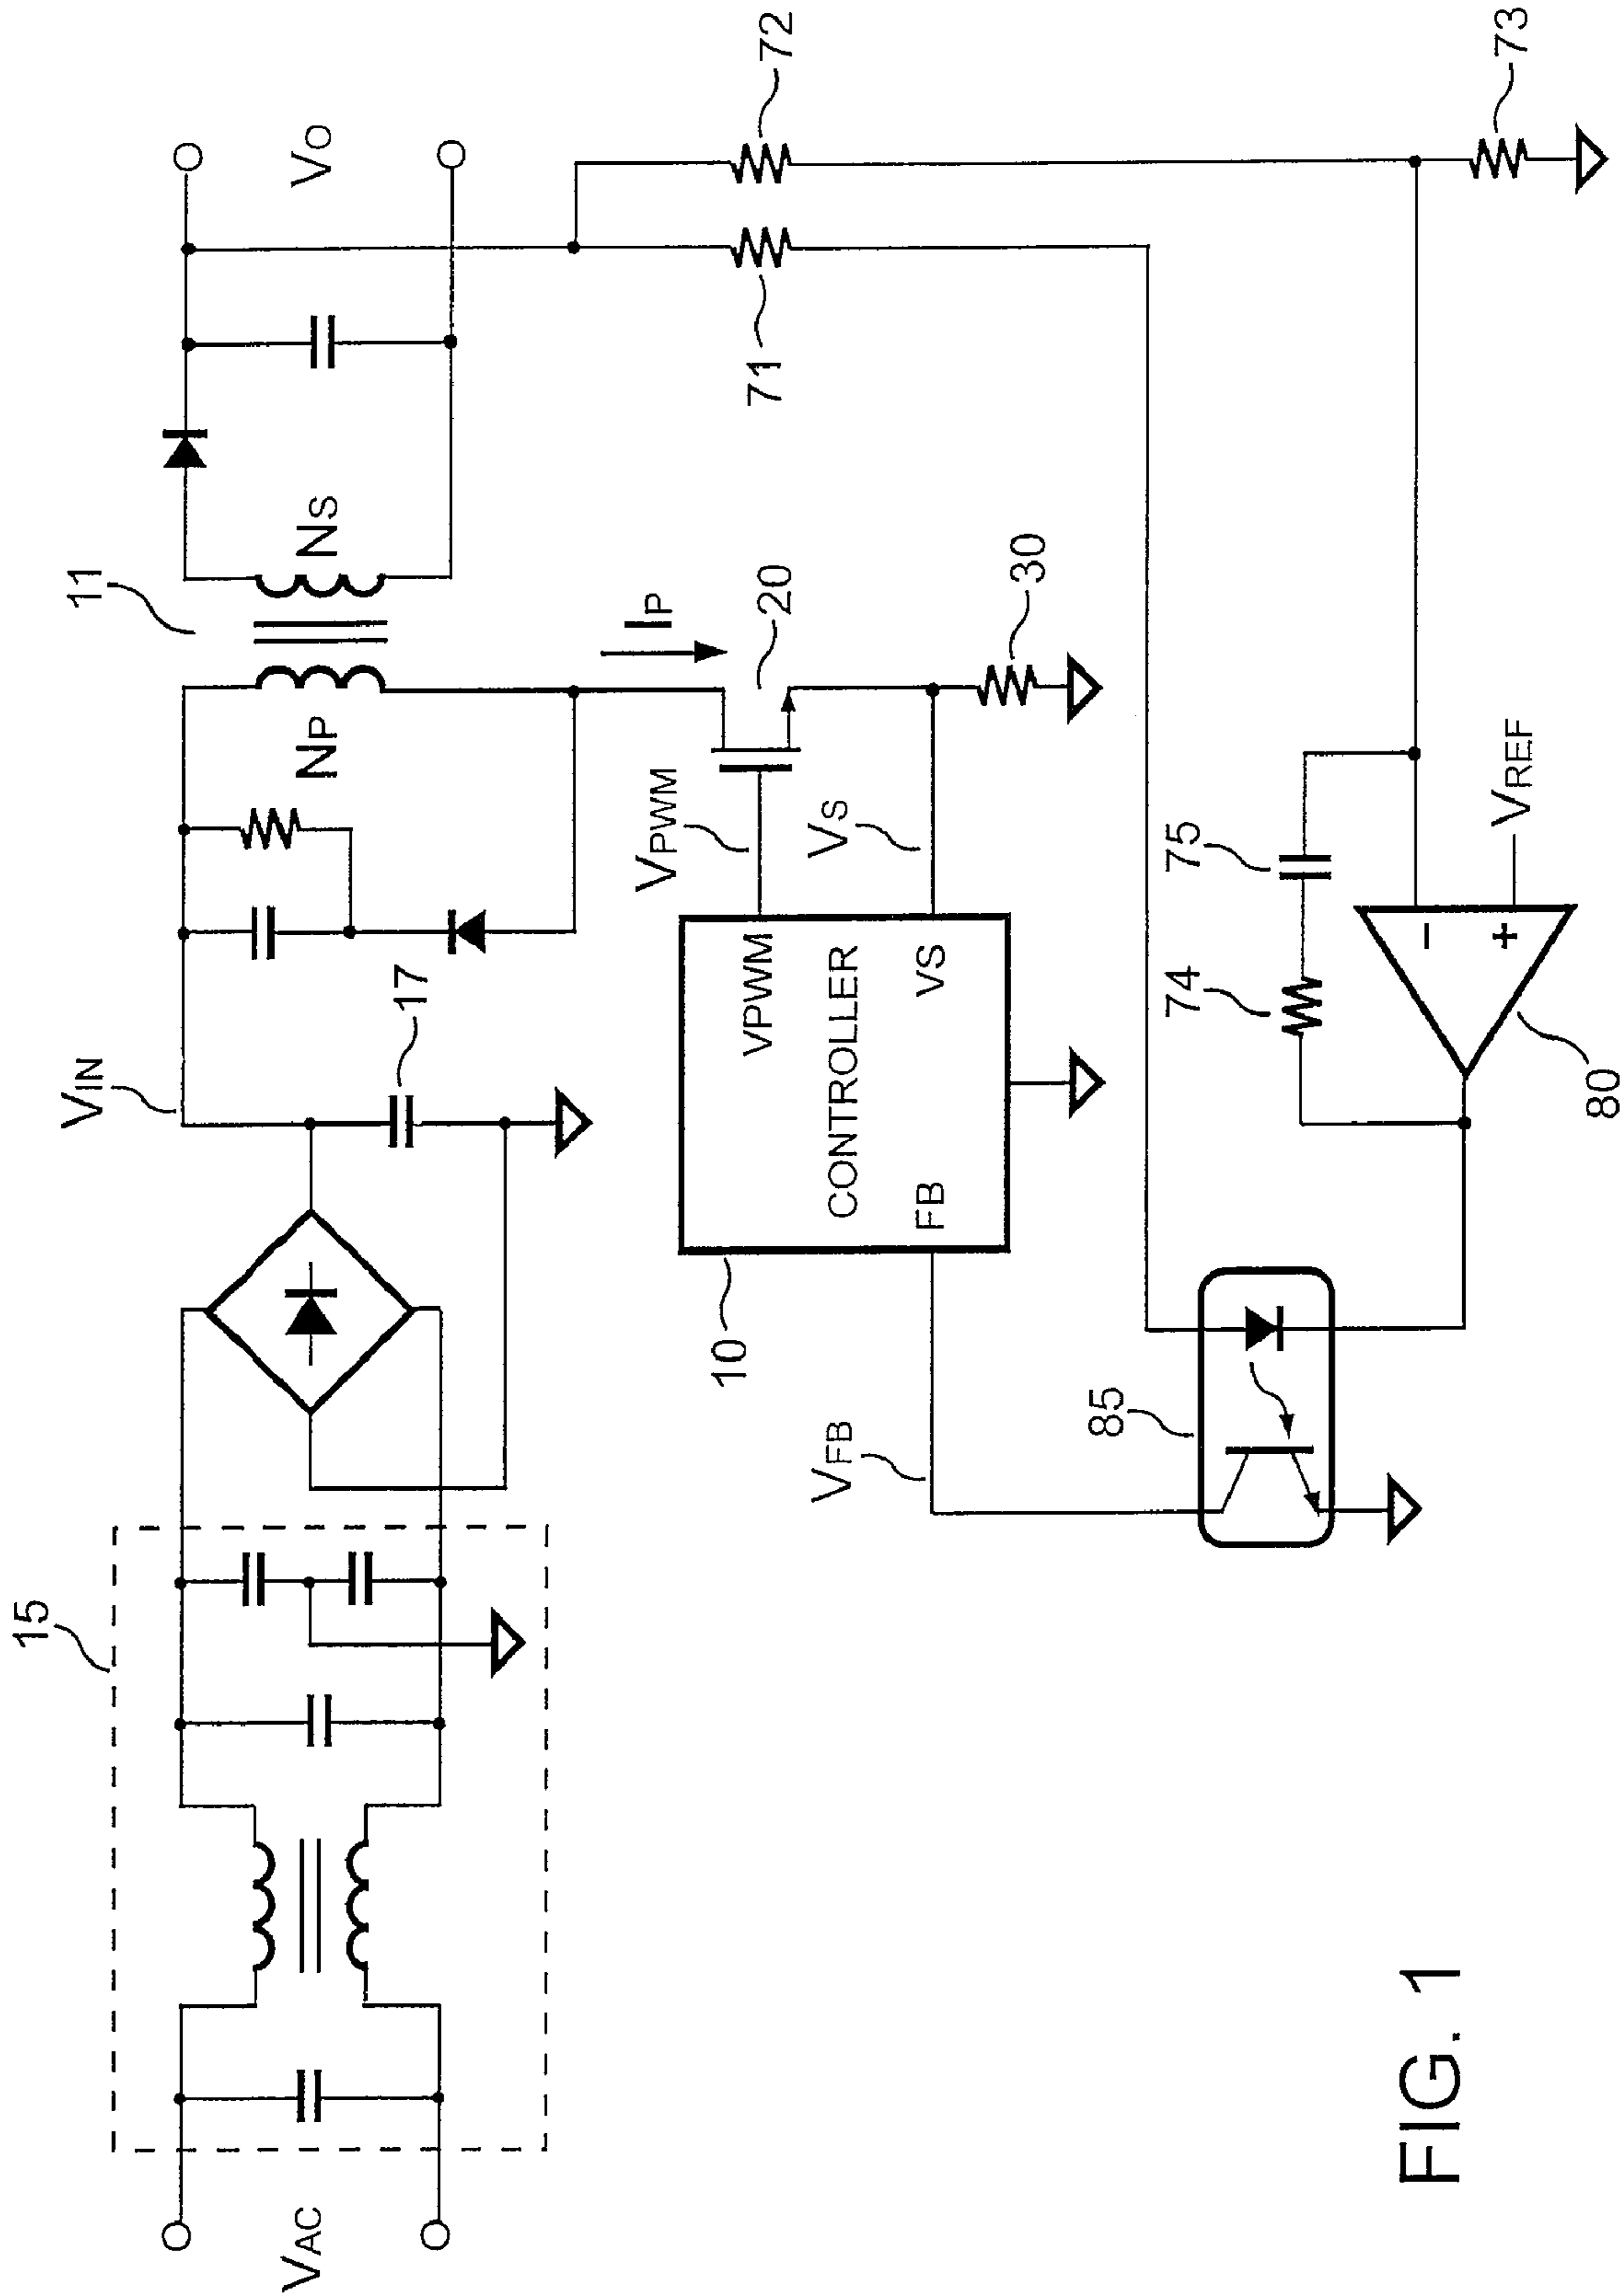 15
VAC
VIN
17
11
NP
NS
VO
IP
VPWM
20
VS
30
VPWM
CONTROLLER
FB
VS
10
VFB
85
71
72
73
74
75
-
+
VREF
80
FIG. 1